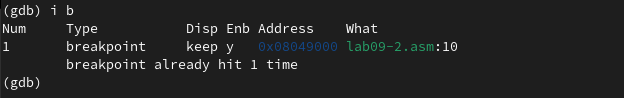 (gdb) i b
Num     Type           Disp Enb Address    What
1       breakpoint     keep y   0x08049000 lab09-2.asm:10
        breakpoint already hit 1 time
(gdb)